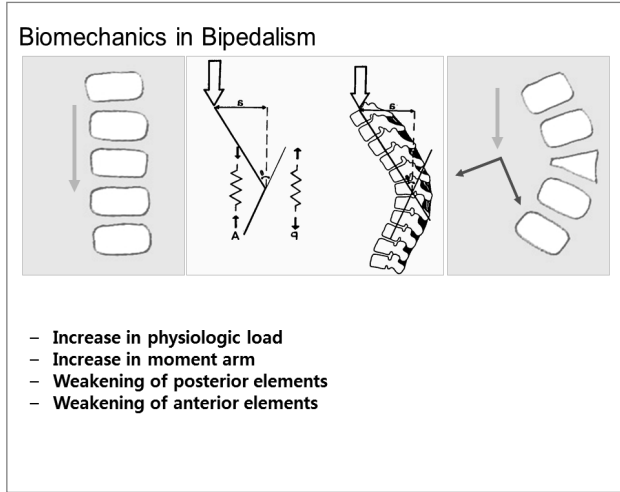 Biomechanics in Bipedalism
a
a
θ
θ
A
P
– Increase in physiologic load
– Increase in moment arm
– Weakening of posterior elements
– Weakening of anterior elements